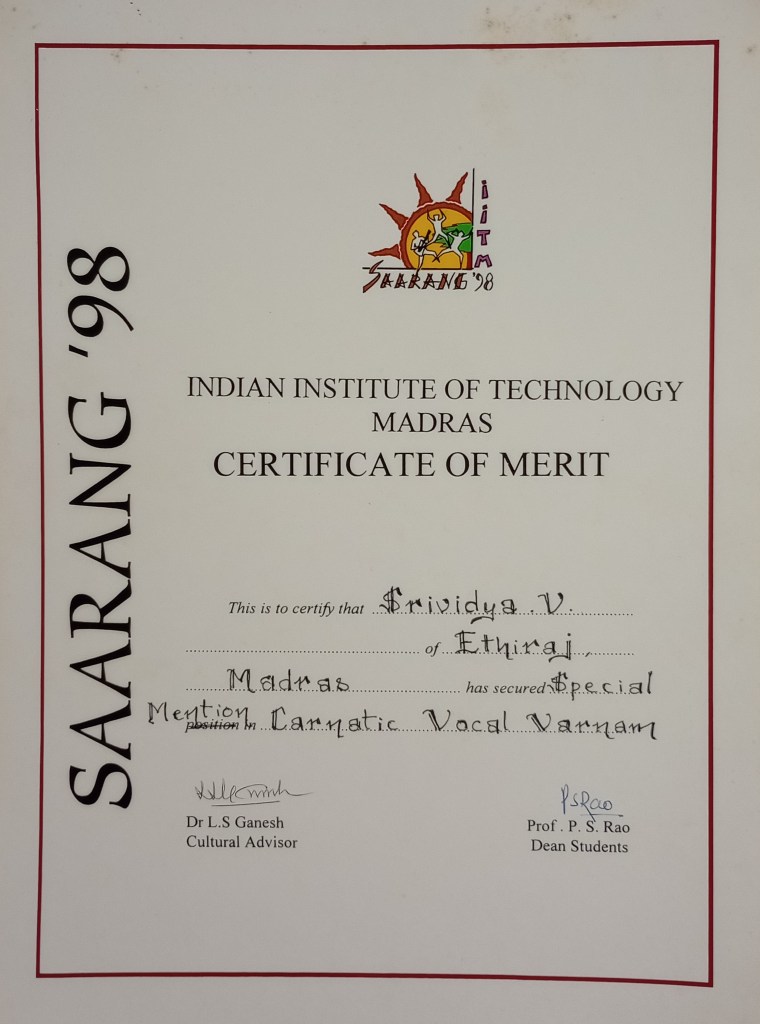 SAARANG '98
iITM
SAARANG '98
INDIAN INSTITUTE OF TECHNOLOGY
MADRAS
CERTIFICATE OF MERIT
This is to certify that Srividya . V.
of Ethiraj,
Madras has secured Special
Mention position in Carnatic Vocal Varnam
PSRao
Dr L.S Ganesh
Cultural Advisor
Prof . P. S. Rao
Dean Students